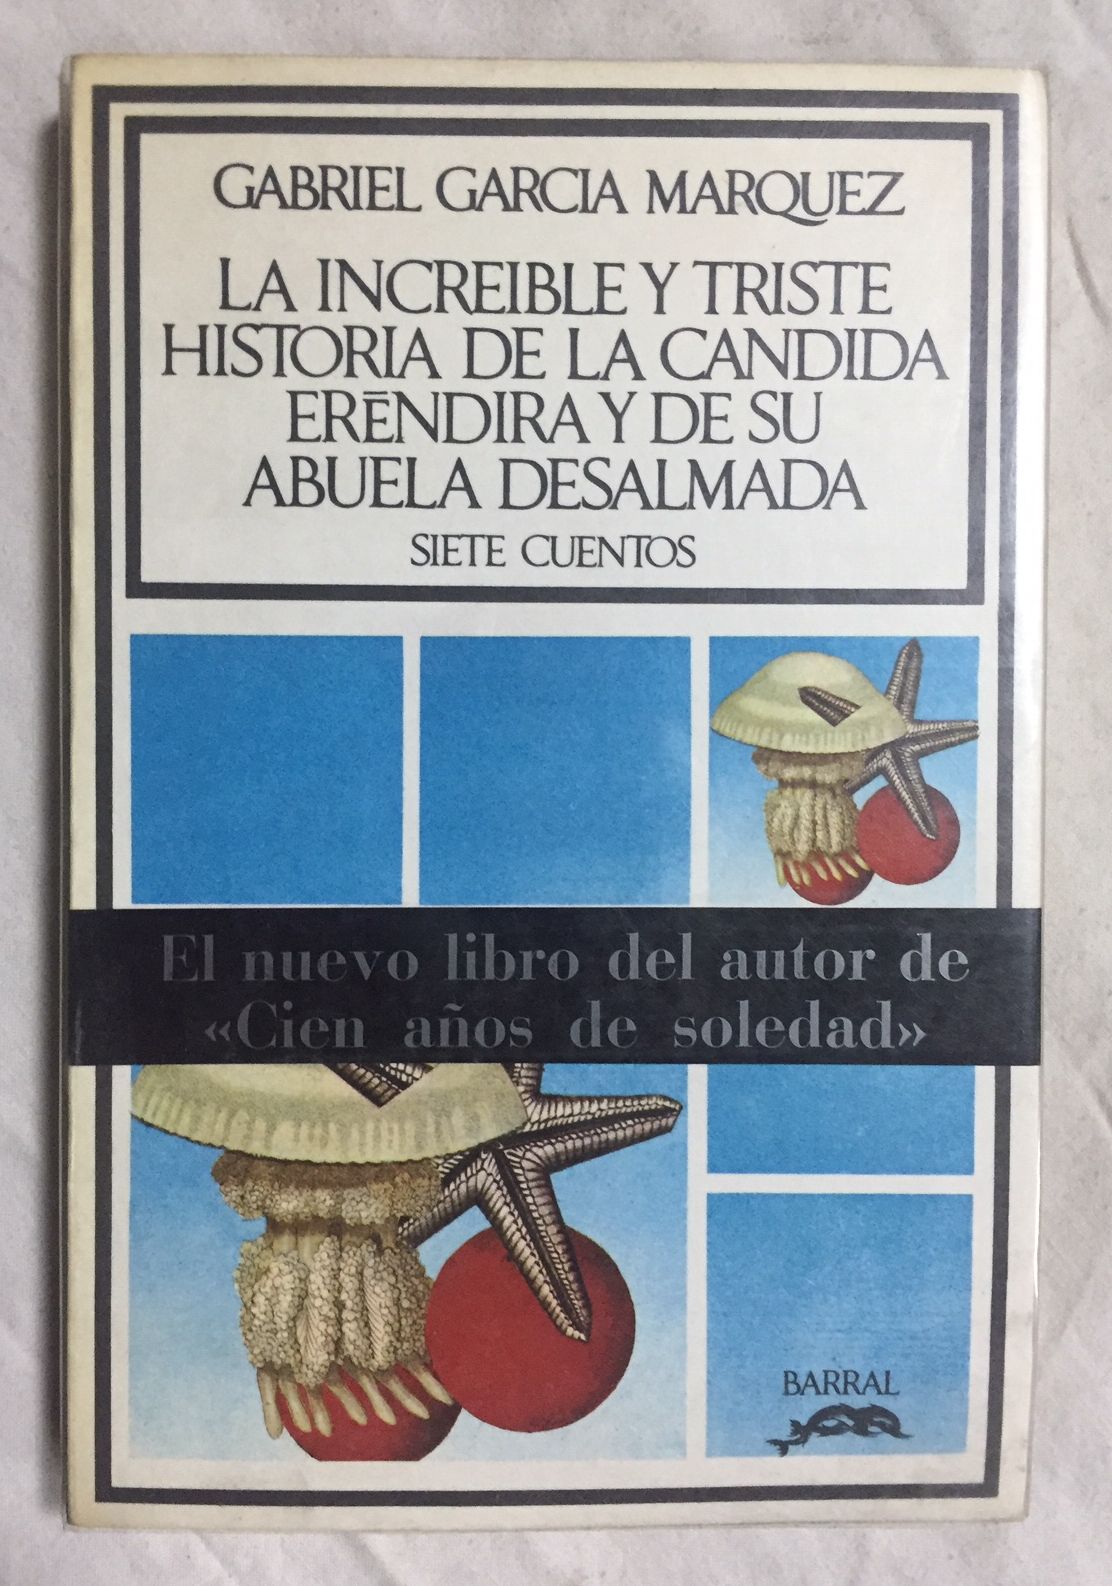 GABRIEL GARCIA MARQUEZ
LA INCREIBLE Y TRISTE
HISTORIA DE LA CANDIDA
ERÉNDIRA Y DE SU
ABUELA DESALMADA
SIETE CUENTOS
El nuevo libro del autor de
«Cien años de soledad»
BARRAL